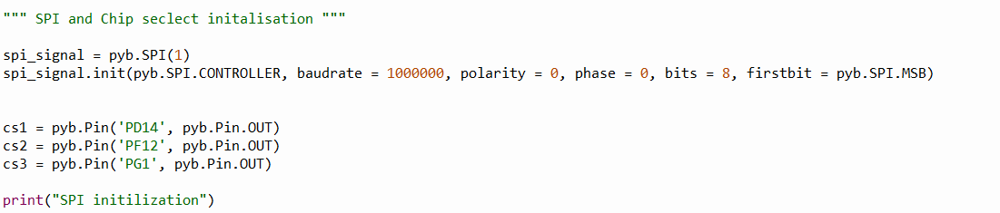 """ SPI and Chip seclect initalisation """
spi_signal = pyb.SPI(1)
spi_signal.init(pyb.SPI.CONTROLLER, baudrate = 1000000, polarity = 0, phase = 0, bits = 8, firstbit = pyb.SPI.MSB)
cs1 = pyb.Pin('PD14', pyb.Pin.OUT)
cs2 = pyb.Pin('PF12', pyb.Pin.OUT)
cs3 = pyb.Pin('PG1', pyb.Pin.OUT)
print("SPI initilization")